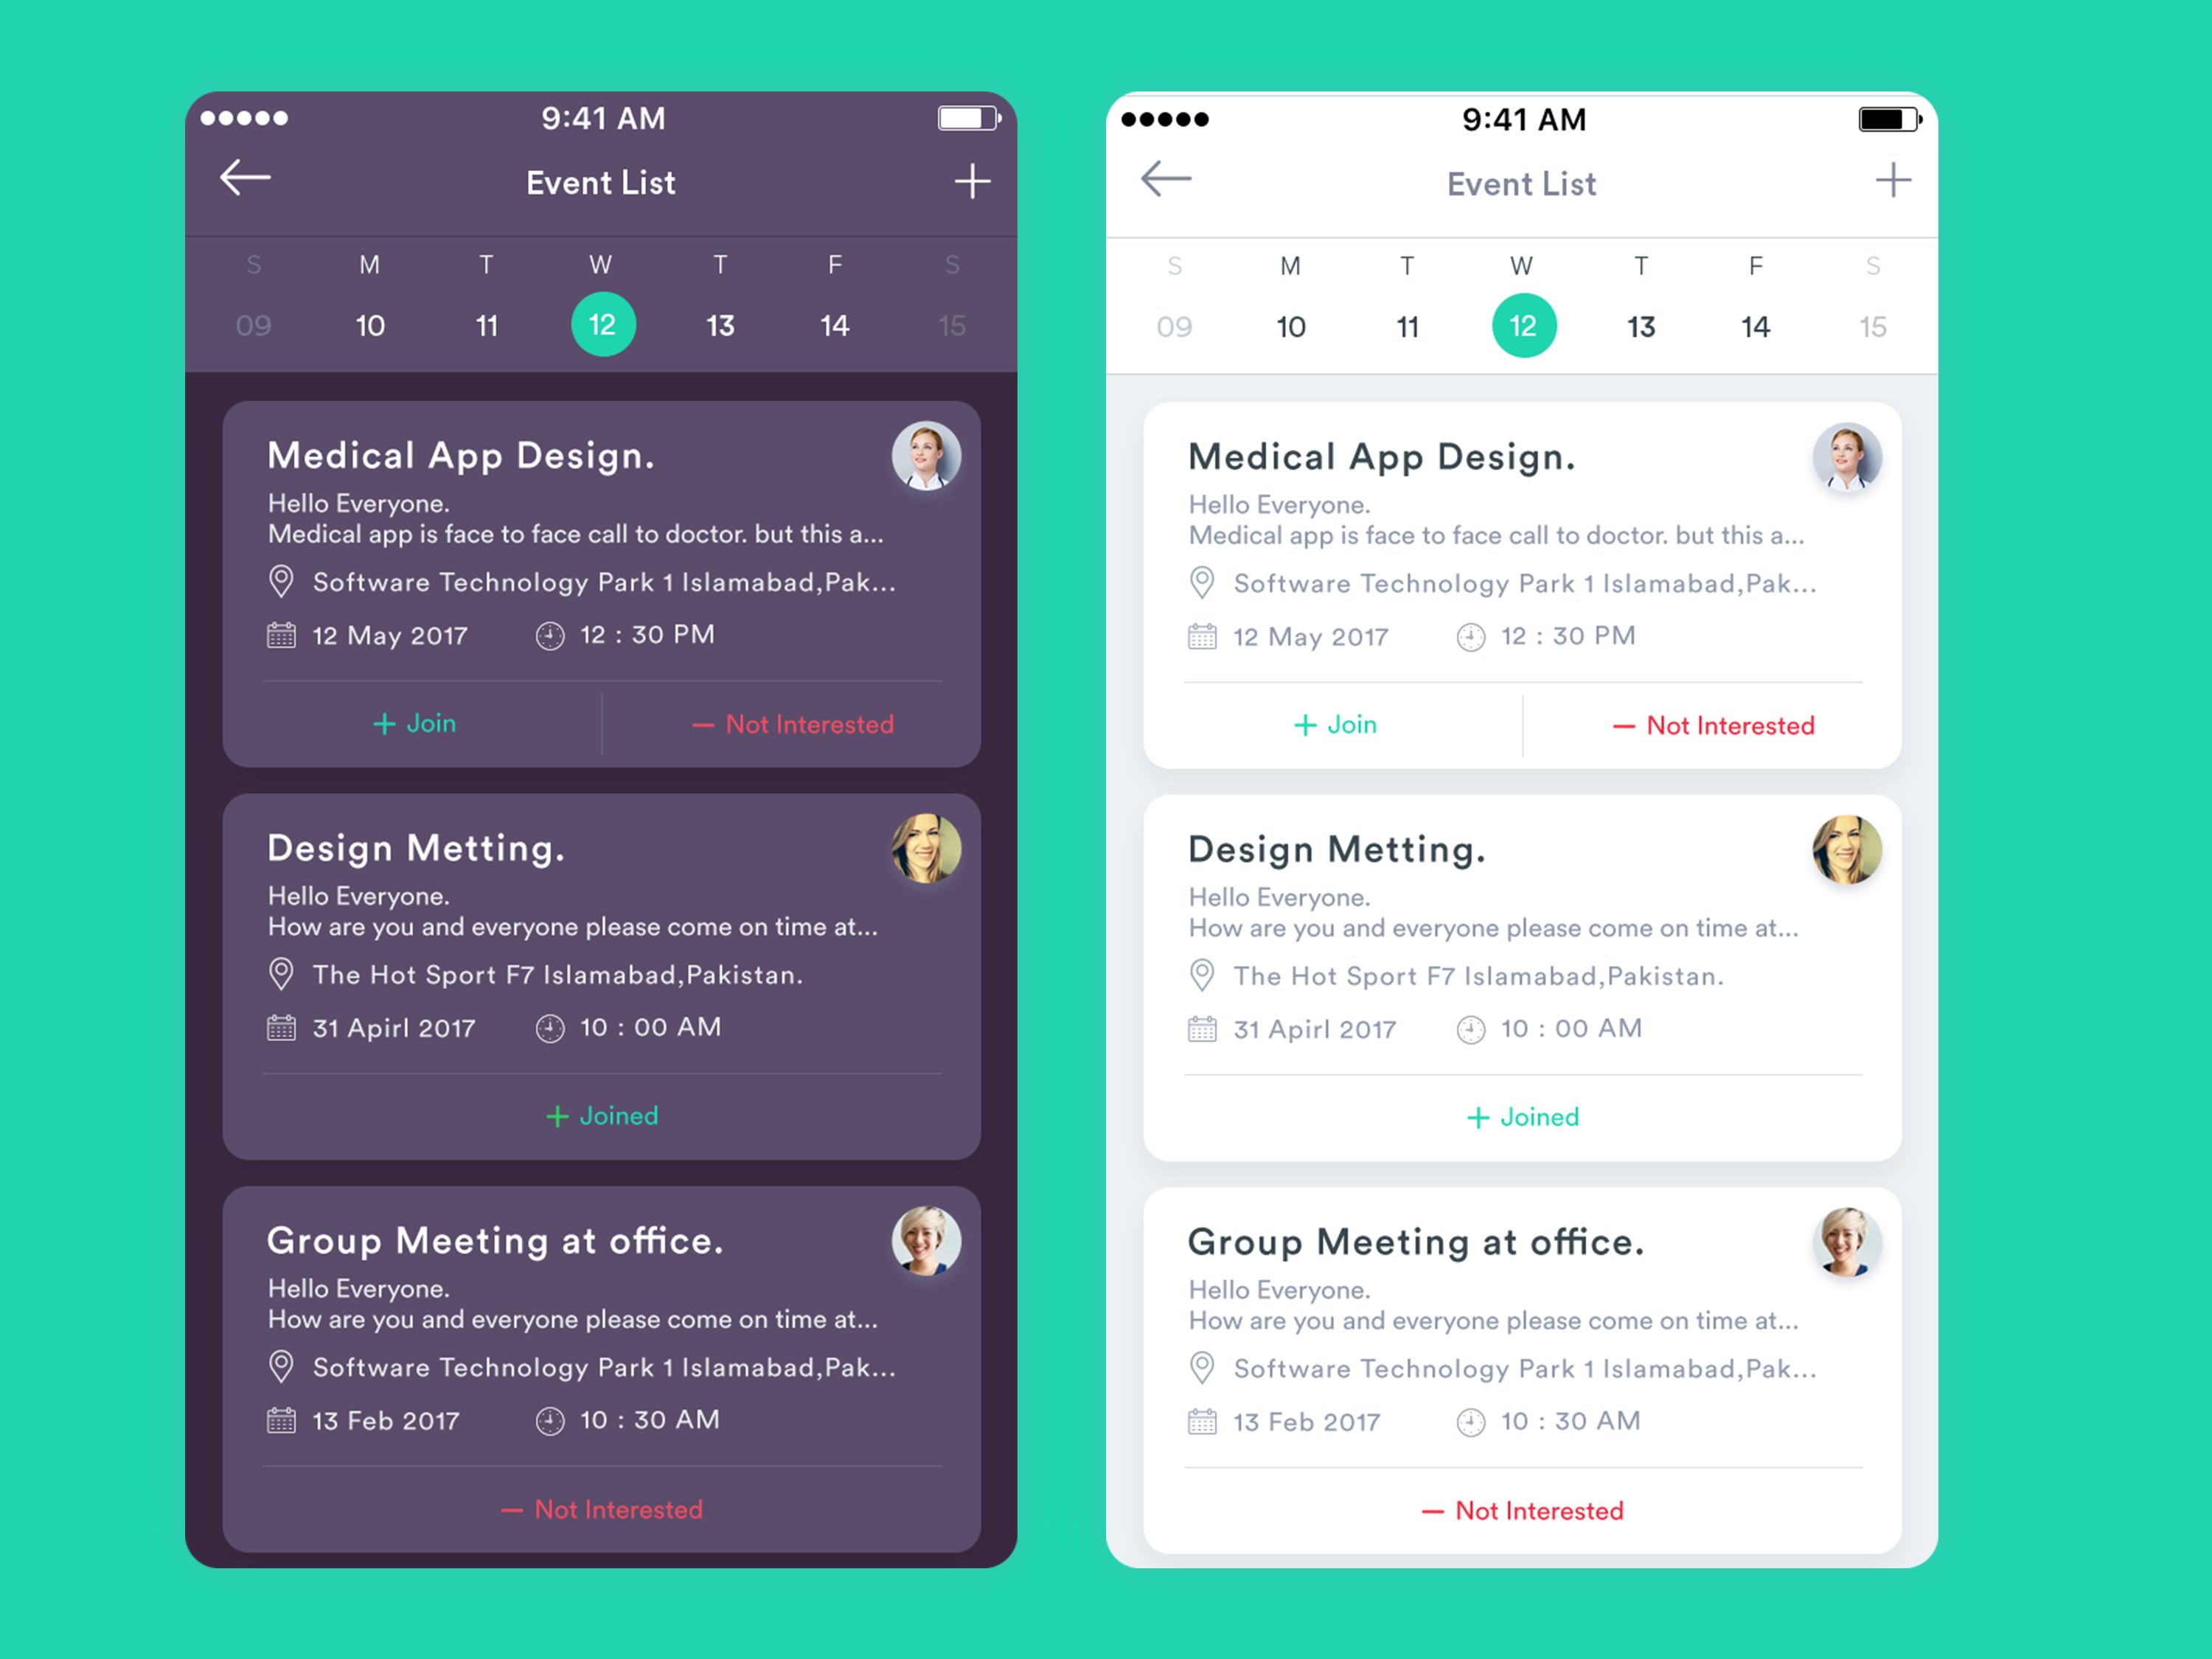 9:41 AM
Event List
S M T W T F S
09 10 11 12 13 14 15
Medical App Design.
Hello Everyone.
Medical app is face to face call to doctor. but this a...
Software Technology Park 1 Islamabad,Pak...
12 May 2017 12 : 30 PM
+ Join — Not Interested
Design Metting.
Hello Everyone.
How are you and everyone please come on time at...
The Hot Sport F7 Islamabad,Pakistan.
31 Apirl 2017 10 : 00 AM
+ Joined
Group Meeting at office.
Hello Everyone.
How are you and everyone please come on time at...
Software Technology Park 1 Islamabad,Pak...
13 Feb 2017 10 : 30 AM
— Not Interested
9:41 AM
Event List
S M T W T F S
09 10 11 12 13 14 15
Medical App Design.
Hello Everyone.
Medical app is face to face call to doctor. but this a...
Software Technology Park 1 Islamabad,Pak...
12 May 2017 12 : 30 PM
+ Join — Not Interested
Design Metting.
Hello Everyone.
How are you and everyone please come on time at...
The Hot Sport F7 Islamabad,Pakistan.
31 Apirl 2017 10 : 00 AM
+ Joined
Group Meeting at office.
Hello Everyone.
How are you and everyone please come on time at...
Software Technology Park 1 Islamabad,Pak...
13 Feb 2017 10 : 30 AM
— Not Interested